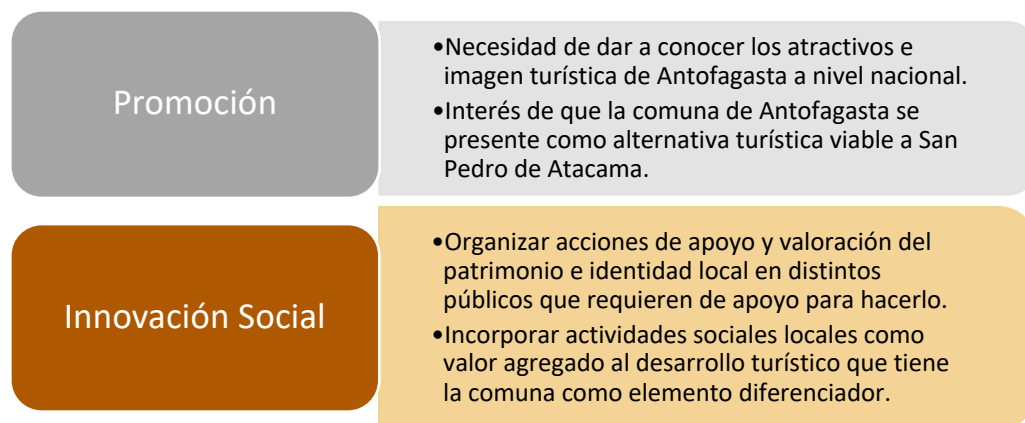 Promoción
•Necesidad de dar a conocer los atractivos e
imagen turística de Antofagasta a nivel nacional.
•Interés de que la comuna de Antofagasta se
presente como alternativa turística viable a San
Pedro de Atacama.
Innovación Social
•Organizar acciones de apoyo y valoración del
patrimonio e identidad local en distintos
públicos que requieren de apoyo para hacerlo.
•Incorporar actividades sociales locales como
valor agregado al desarrollo turístico que tiene
la comuna como elemento diferenciador.